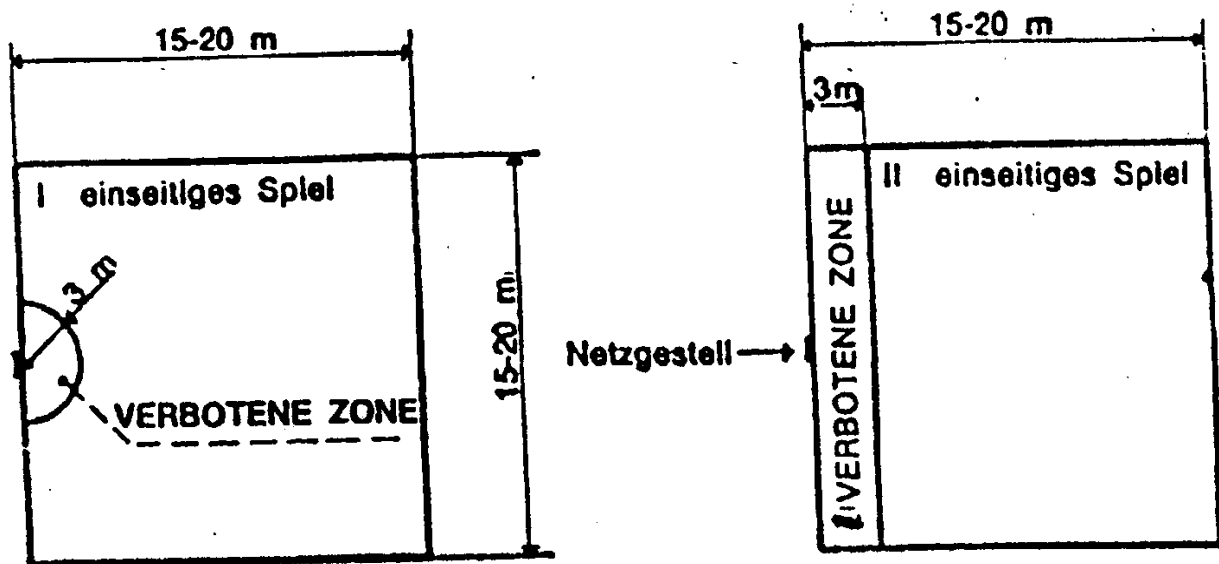 15-20 m
I einseitiges Spiel
3 m
VERBOTENE ZONE
15-20 m
15-20 m
3m
II einseitiges Spiel
VERBOTENE ZONE
Netzgestell